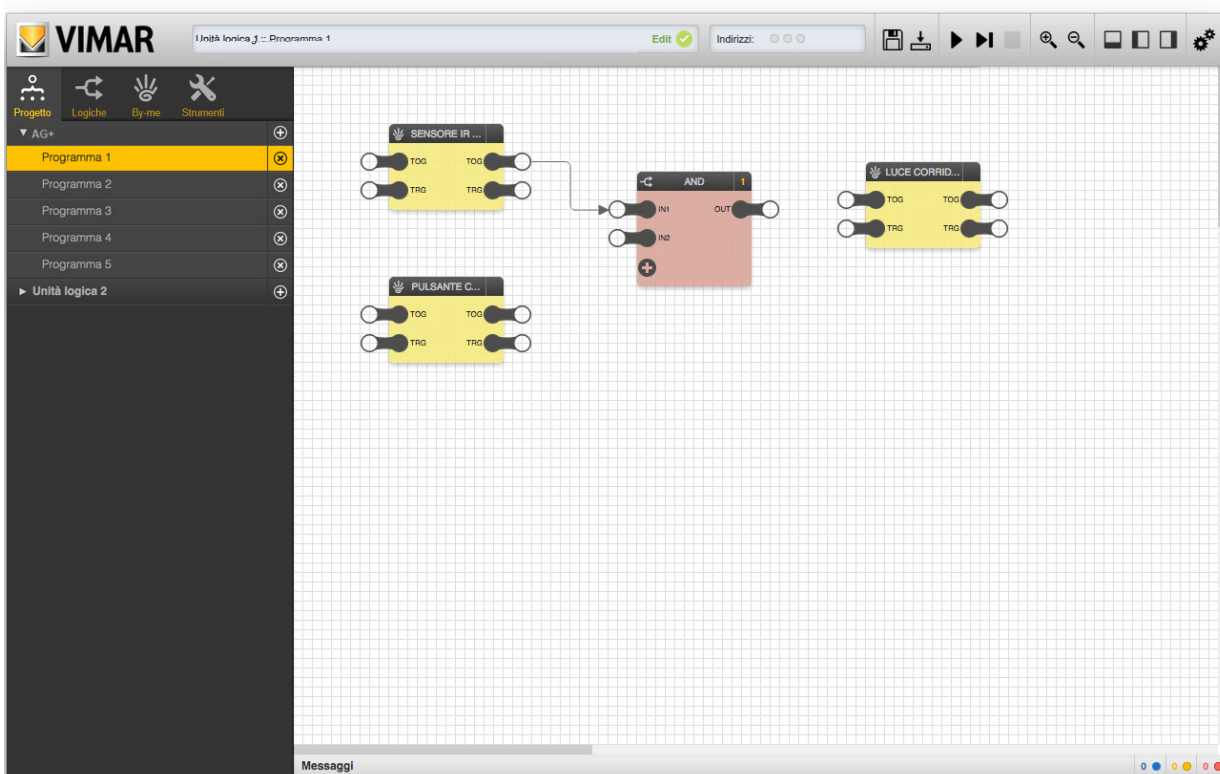 VIMAR
Unità logica 1 :: Programma 1
Edit
Indirizzi:
Progetto
Logiche
By-me
Strumenti
AG+
Programma 1
Programma 2
Programma 3
Programma 4
Programma 5
Unità logica 2
SENSORE IR ...
TOG TOG
TRG TRG
AND 1
IN1 OUT
IN2
LUCE CORRID...
TOG TOG
TRG TRG
PULSANTE C...
TOG TOG
TRG TRG
Messaggi
0 0 0